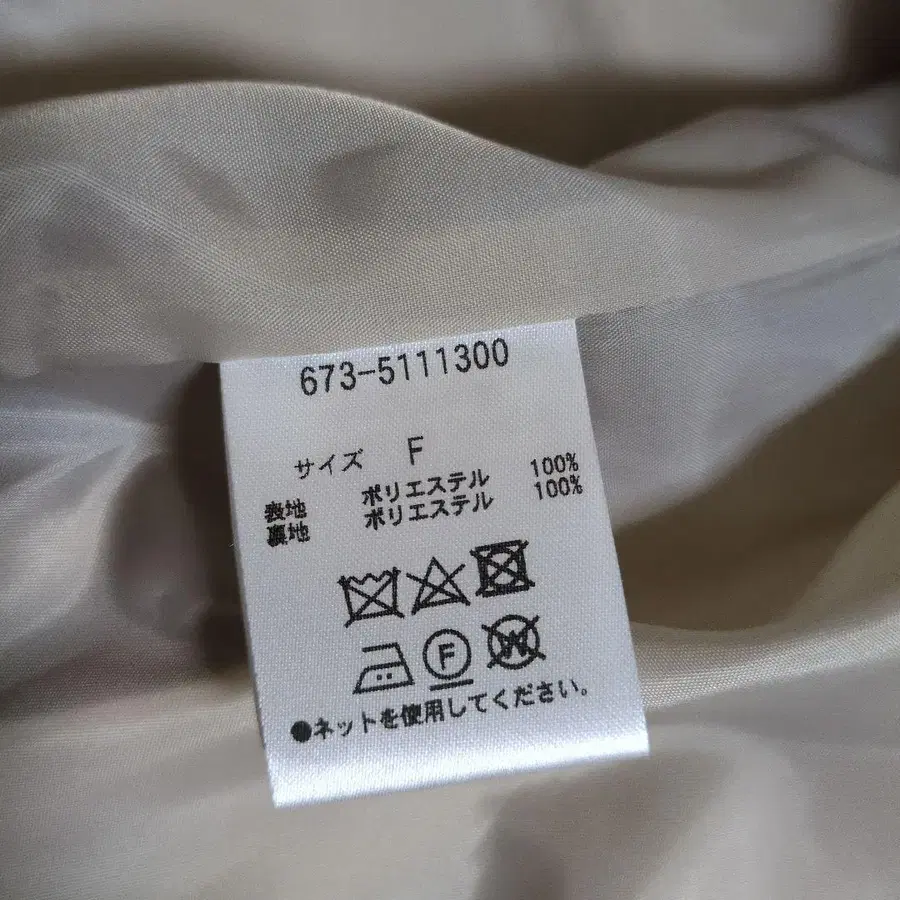 673-5111300
サイズ F
表地 ポリエステル 100%
裏地 ポリエステル 100%
F W
●ネットを使用してください。